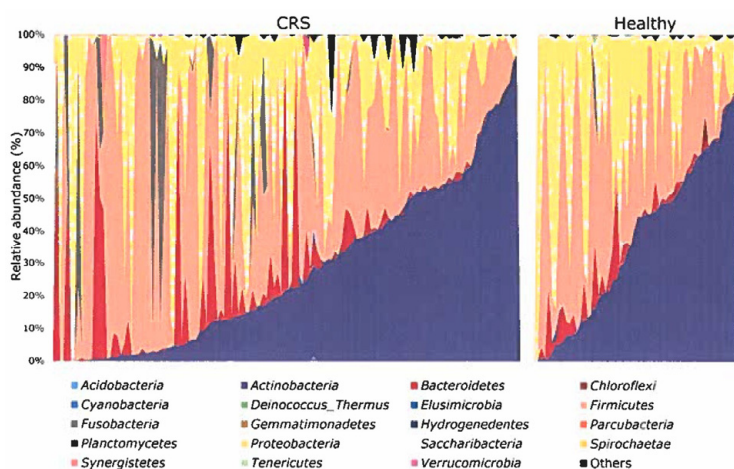 CRS Healthy
100%
90%
80%
70%
60%
50%
40%
30%
20%
10%
0%
Relative abundance (%)
Acidobacteria Actinobacteria Bacteroidetes Chloroflexi
Cyanobacteria Deinococcus_Thermus Elusimicrobia Firmicutes
Fusobacteria Gemmatimonadetes Hydrogenedentes Parcubacteria
Planctomycetes Proteobacteria Saccharibacteria Spirochaetae
Synergistetes Tenericutes Verrucomicrobia Others